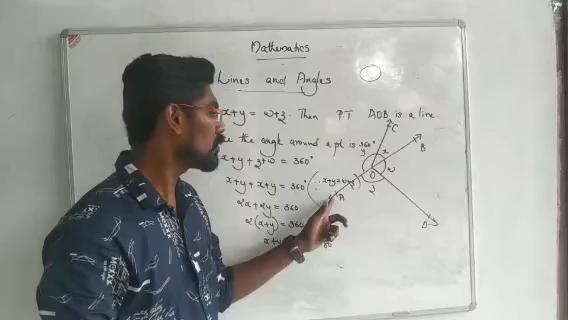 Mathematics
Lines and Angles
x+y = w+z. Then P.T AOB is a line.
the angle around a pt is 360°
x+y+z+w = 360°
x+y+x+y = 360° (∵ x+y=w+z)
2x+2y = 360
2(x+y) = 360
x+y
C
y
x
B
O
w
z
A
D